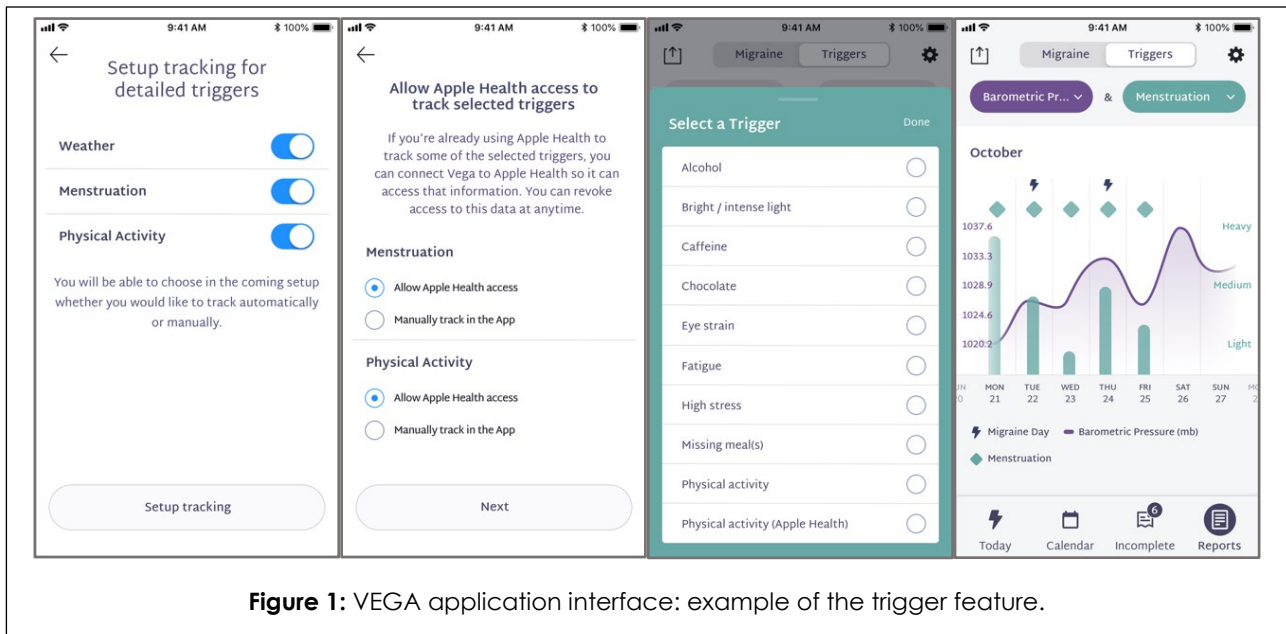 9:41 AM
100%
Setup tracking for
detailed triggers
Weather
Menstruation
Physical Activity
You will be able to choose in the coming setup
whether you would like to track automatically
or manually.
Setup tracking
9:41 AM
100%
Allow Apple Health access to
track selected triggers
If you're already using Apple Health to
track some of the selected triggers, you
can connect Vega to Apple Health so it can
access that information. You can revoke
access to this data at anytime.
Menstruation
Allow Apple Health access
Manually track in the App
Physical Activity
Allow Apple Health access
Manually track in the App
Next
9:41 AM
100%
Migraine Triggers
Select a Trigger Done
Alcohol
Bright / intense light
Caffeine
Chocolate
Eye strain
Fatigue
High stress
Missing meal(s)
Physical activity
Physical activity (Apple Health)
9:41 AM
100%
Migraine Triggers
Barometric Pr... & Menstruation
October
1037.6 Heavy
1033.3
1028.9 Medium
1024.6
1020.2 Light
MON TUE WED THU FRI SAT SUN
21 22 23 24 25 26 27
Migraine Day Barometric Pressure (mb)
Menstruation
6
Today Calendar Incomplete Reports
Figure 1: VEGA application interface: example of the trigger feature.